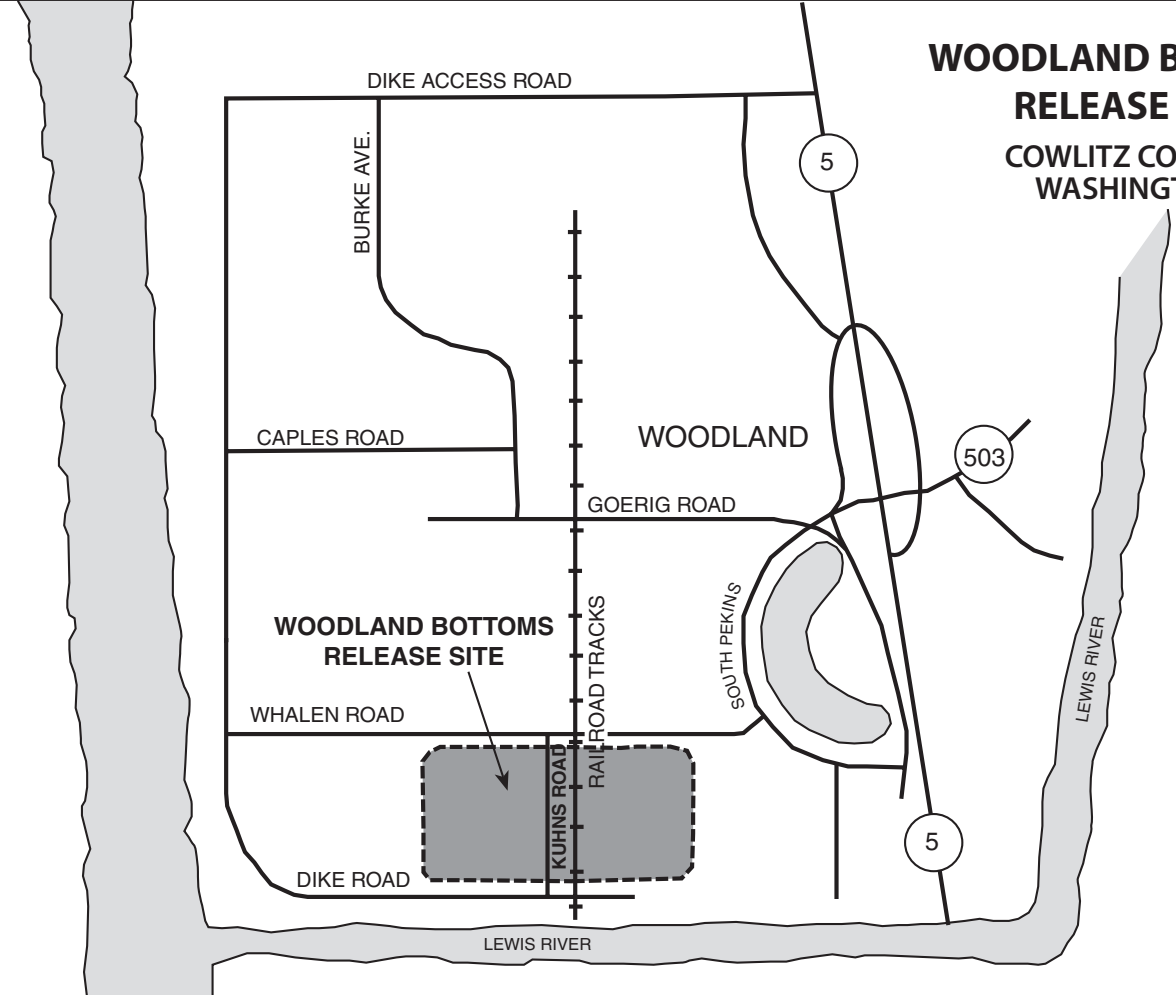 WOODLAND B
RELEASE
COWLITZ CO
WASHINGT
DIKE ACCESS ROAD
BURKE AVE.
5
CAPLES ROAD
WOODLAND
503
GOERIG ROAD
WOODLAND BOTTOMS
RELEASE SITE
RAILROAD TRACKS
SOUTH PEKINS
LEWIS RIVER
WHALEN ROAD
KUHNS ROAD
5
DIKE ROAD
LEWIS RIVER